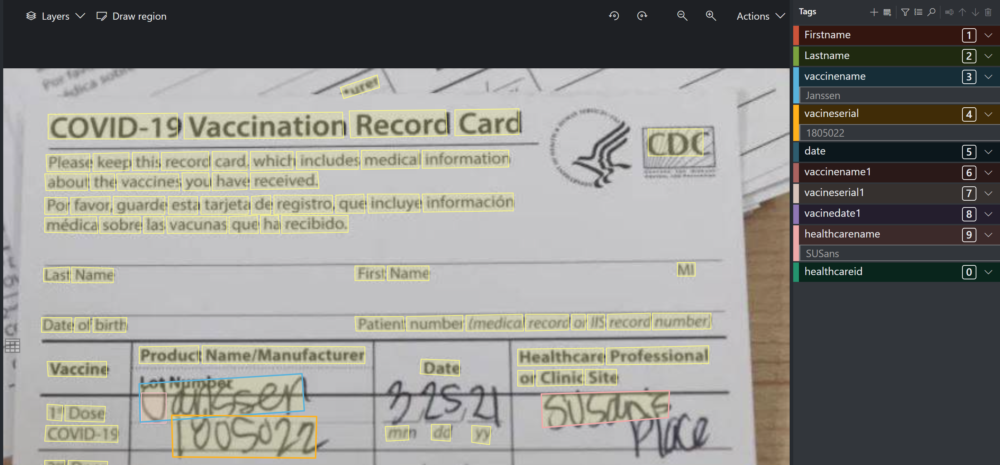 Layers Draw region Actions
Tags
Firstname 1
Lastname 2
vaccinename 3
Janssen
vacineserial 4
1805022
date 5
vaccinename1 6
vacineserial1 7
vacinedate1 8
healthcarename 9
SUSans
healthcareid 0
Por favo
édica sobr
COVID-19 Vaccination Record Card
CDC
Please keep this record card, which includes medical information
about the vaccines you have received.
Por favor, guarde esta tarjeta de registro, que incluye información
médica sobre las vacunas que ha recibido.
Last Name First Name MI
Date of birth Patient number (medical record or IIS record number)
Vaccine Product Name/Manufacturer Date Healthcare Professional
Lot Number or Clinic Site
1st Dose Janssen 3 / 25 / 21 Susan's
COVID-19 1805022 mm dd yy Place